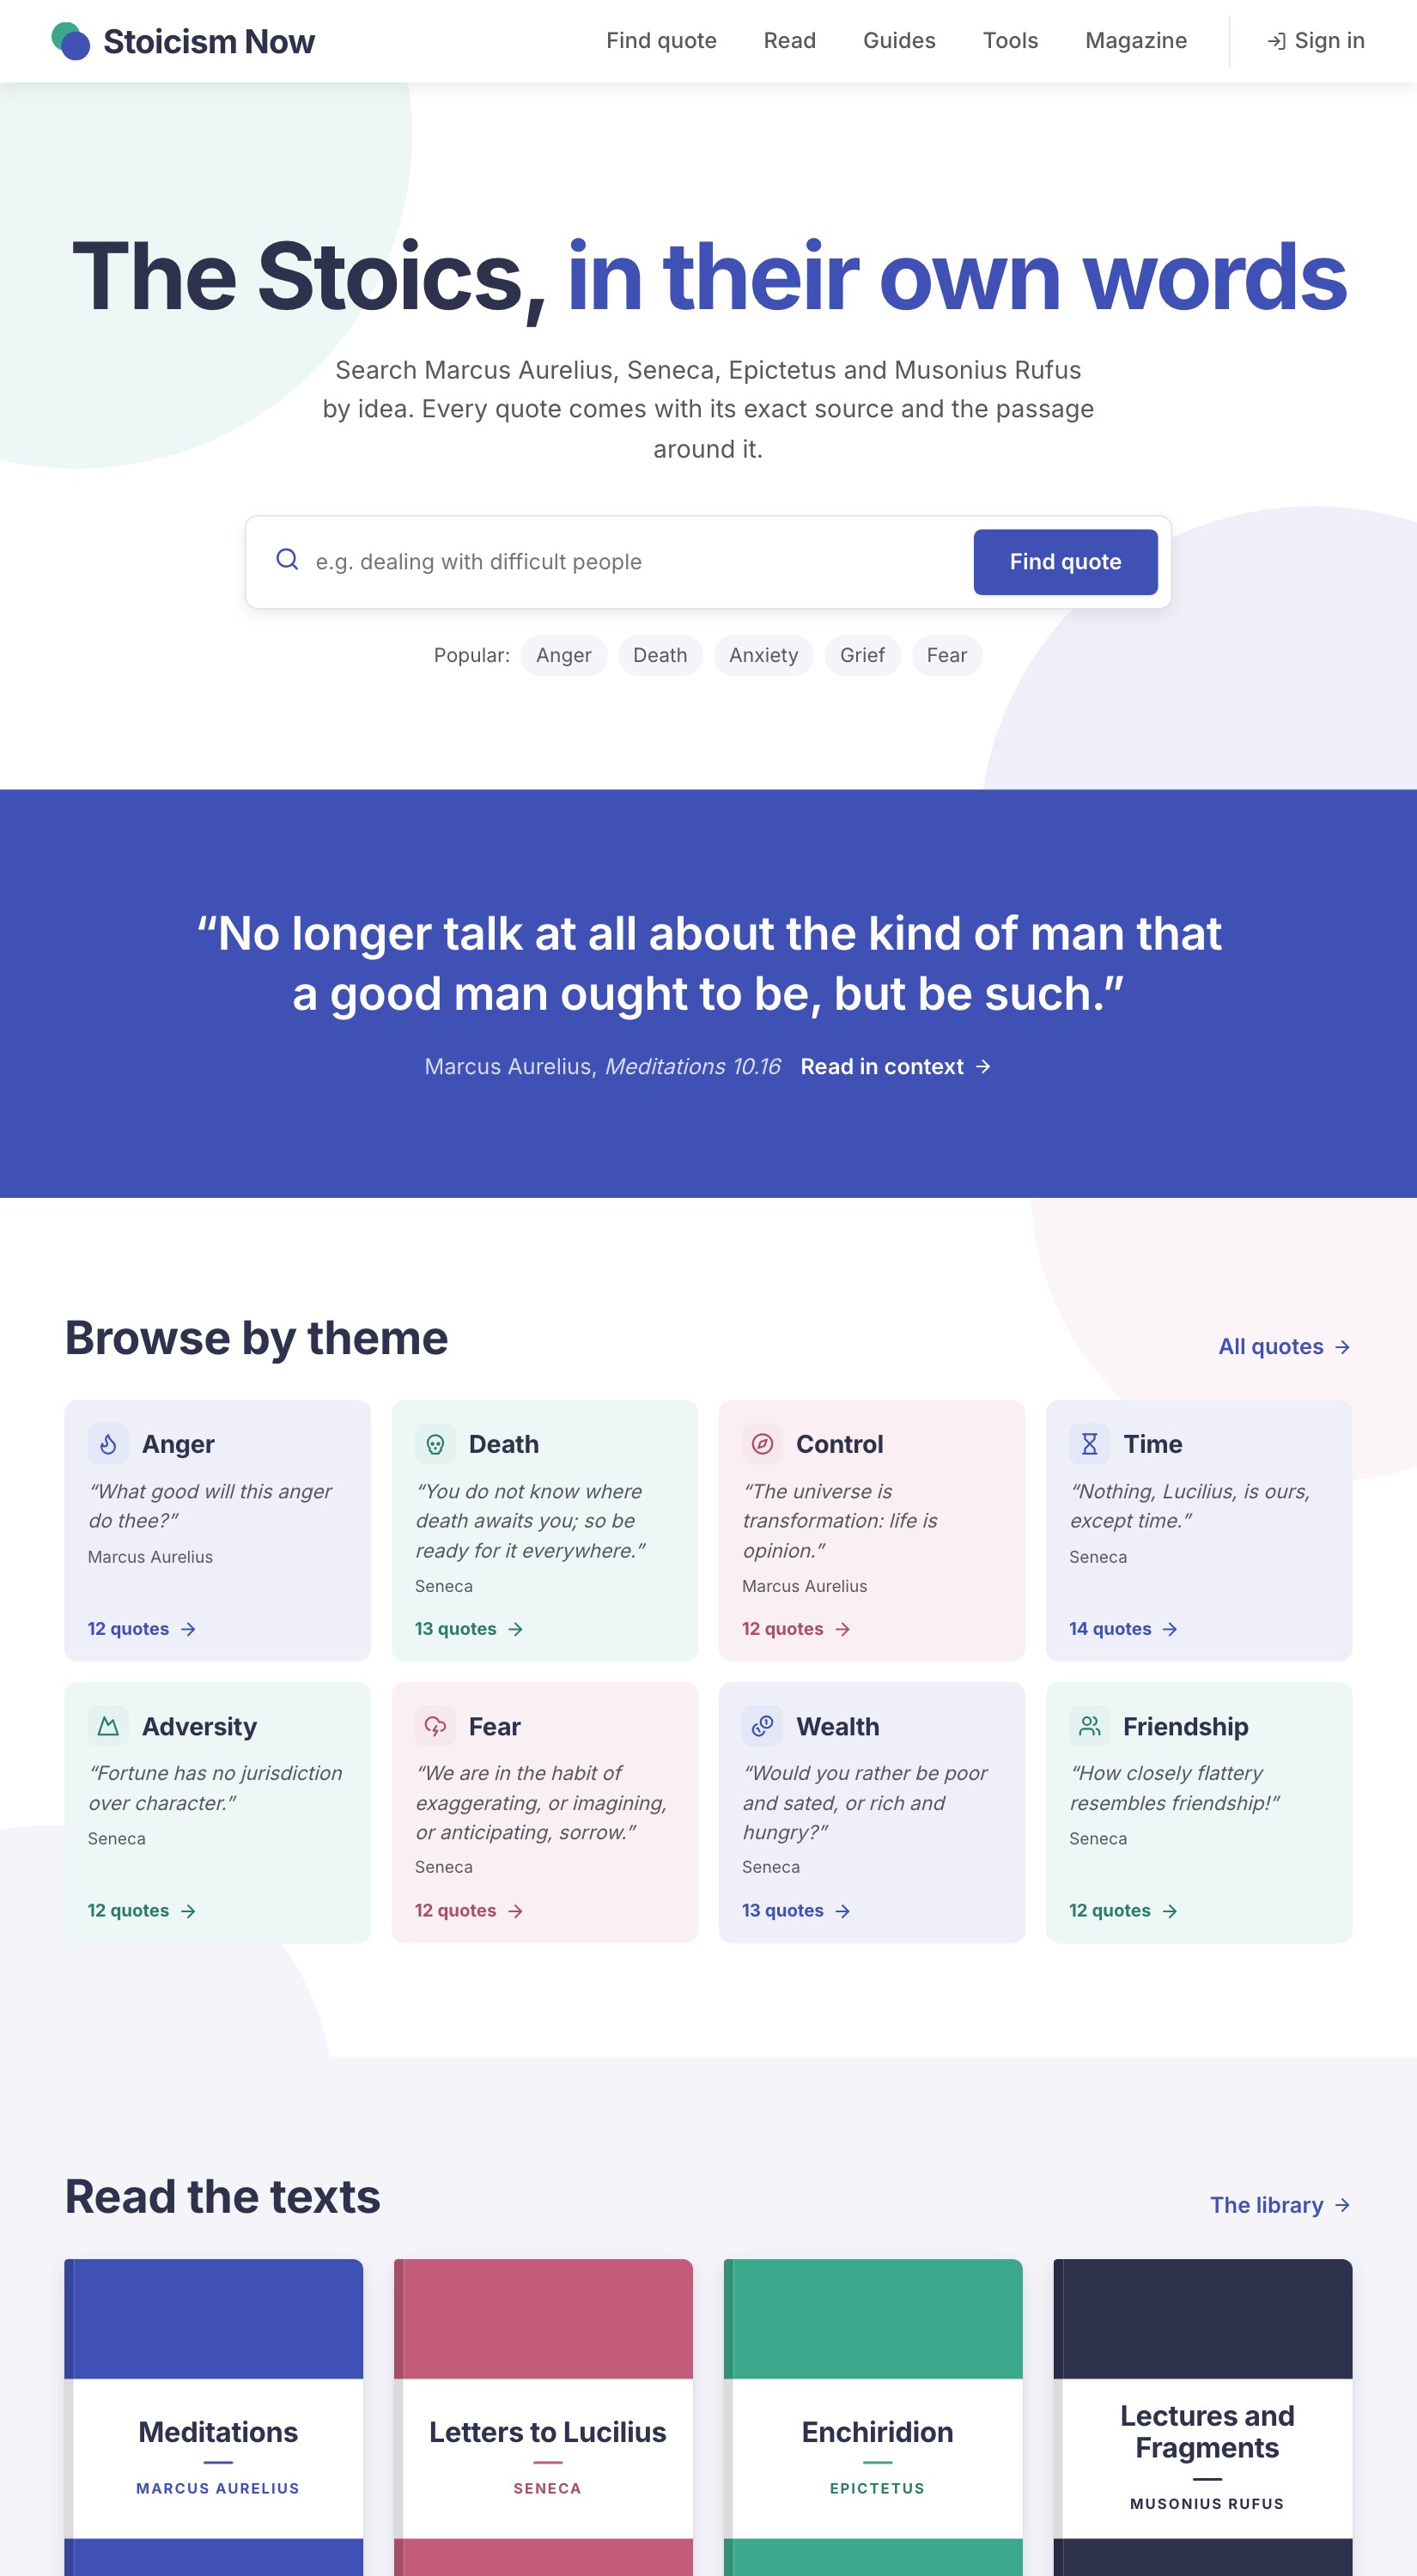 Stoicism Now
Find quote
Read
Guides
Tools
Magazine
Sign in
The Stoics, in their own words
Search Marcus Aurelius, Seneca, Epictetus and Musonius Rufus
by idea. Every quote comes with its exact source and the passage
around it.
e.g. dealing with difficult people
Find quote
Popular:
Anger
Death
Anxiety
Grief
Fear
“No longer talk at all about the kind of man that
a good man ought to be, but be such.”
Marcus Aurelius, Meditations 10.16
Read in context →
Browse by theme
All quotes →
Anger
“What good will this anger
do thee?”
Marcus Aurelius
12 quotes →
Death
“You do not know where
death awaits you; so be
ready for it everywhere.”
Seneca
13 quotes →
Control
“The universe is
transformation: life is
opinion.”
Marcus Aurelius
12 quotes →
Time
“Nothing, Lucilius, is ours,
except time.”
Seneca
14 quotes →
Adversity
“Fortune has no jurisdiction
over character.”
Seneca
12 quotes →
Fear
“We are in the habit of
exaggerating, or imagining,
or anticipating, sorrow.”
Seneca
12 quotes →
Wealth
“Would you rather be poor
and sated, or rich and
hungry?”
Seneca
13 quotes →
Friendship
“How closely flattery
resembles friendship!”
Seneca
12 quotes →
Read the texts
The library →
Meditations
MARCUS AURELIUS
Letters to Lucilius
SENECA
Enchiridion
EPICTETUS
Lectures and
Fragments
MUSONIUS RUFUS